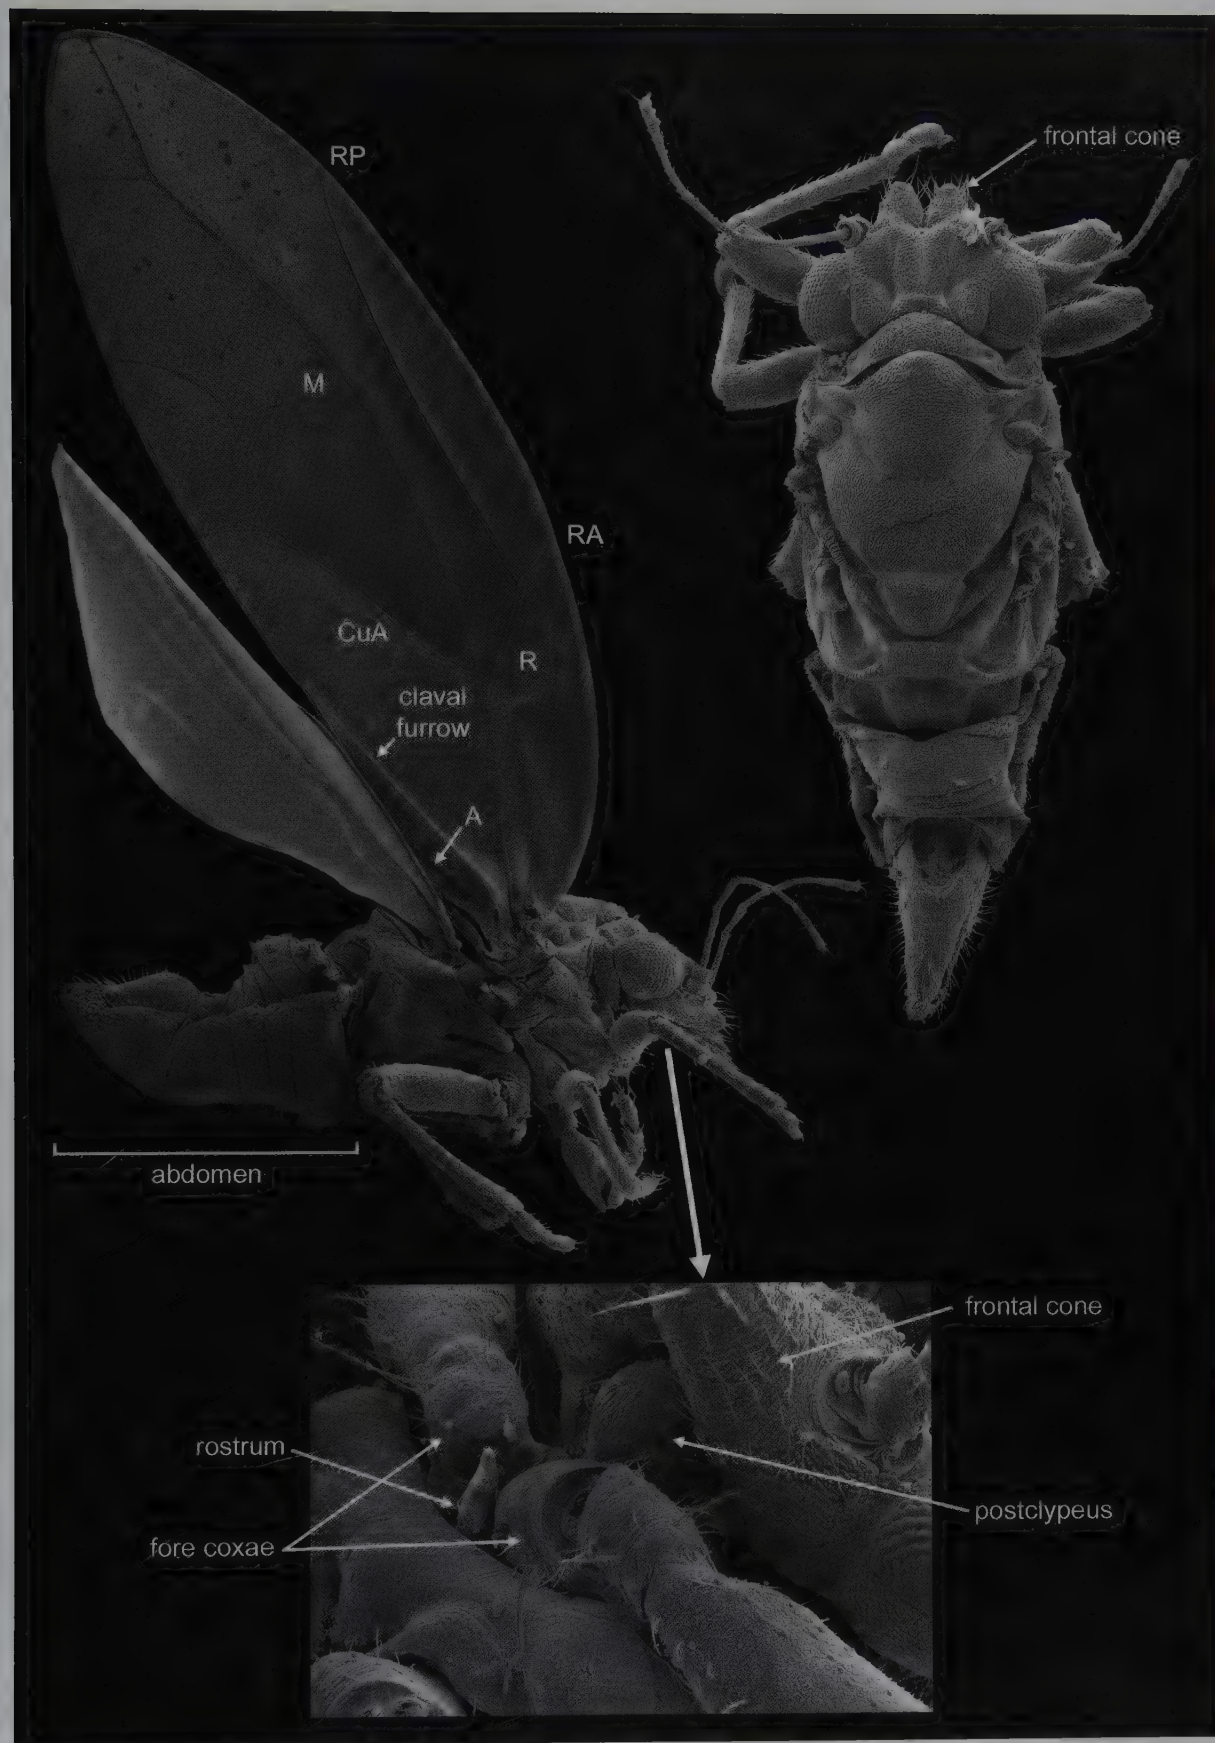 frontal cone
RP
M
RA
CuA
R
claval
furrow
A
abdomen
frontal cone
rostrum
postclypeus
fore coxae